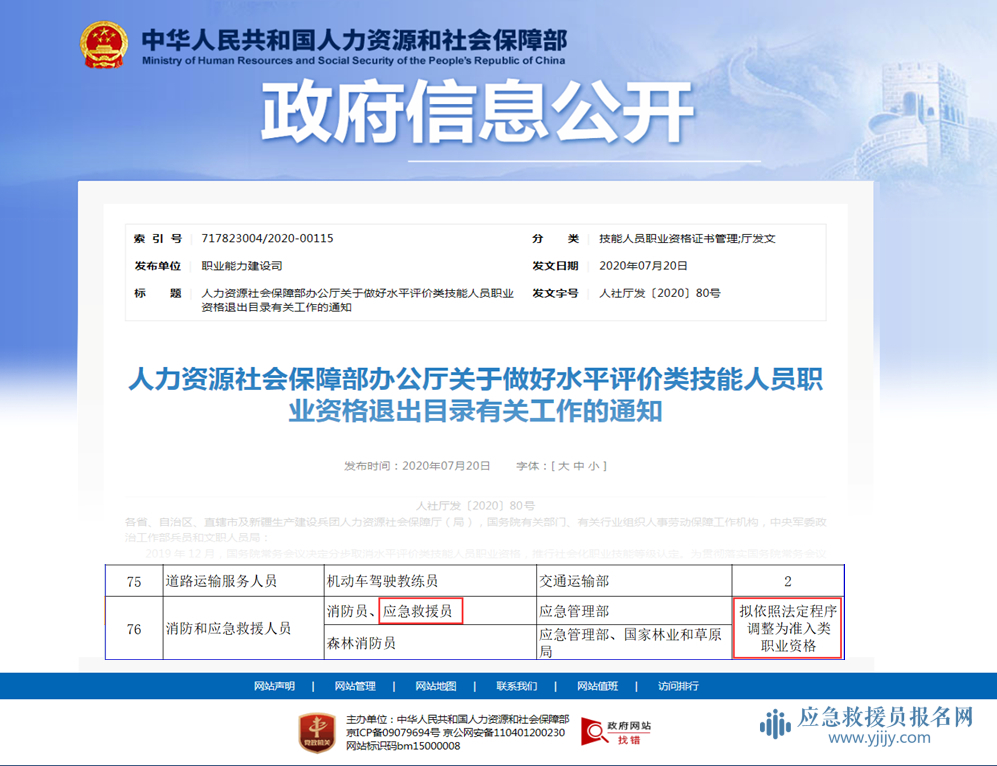 中华人民共和国人力资源和社会保障部
Ministry of Human Resources and Social Security of the People's Republic of China
政府信息公开
索引号 717823004/2020-00115 分类 技能人员职业资格证书管理;厅发文
发布单位 职业能力建设司 发文日期 2020年07月20日
标题 人力资源社会保障部办公厅关于做好水平评价类技能人员职业 发文字号 人社厅发〔2020〕80号
资格退出目录有关工作的通知
人力资源社会保障部办公厅关于做好水平评价类技能人员职
业资格退出目录有关工作的通知
发布时间：2020年07月20日 字体：[ 大 中 小 ]
人社厅发〔2020〕80号
各省、自治区、直辖市及新疆生产建设兵团人力资源社会保障厅（局），国务院有关部门、有关行业组织人事劳动保障工作机构，中央军委政
治工作部兵员和文职人员局：
2019 年 12 月，国务院常务会议决定分步取消水平评价类技能人员职业资格，推行社会化职业技能等级认定。为贯彻落实国务院常务会议
75 道路运输服务人员 机动车驾驶教练员 交通运输部 2
76 消防和应急救援人员
消防员、应急救援员 应急管理部
森林消防员 应急管理部、国家林业和草原
局
拟依照法定程序
调整为准入类
职业资格
网站声明 | 网站管理 | 网站地图 | 联系我们 | 网站值班 | 访问排行
主办单位：中华人民共和国人力资源和社会保障部
京ICP备09079694号 京公网安备110401200230
网站标识码bm15000008
党政机关
政府网站
找错
应急救援员报名网
www.yjijy.com